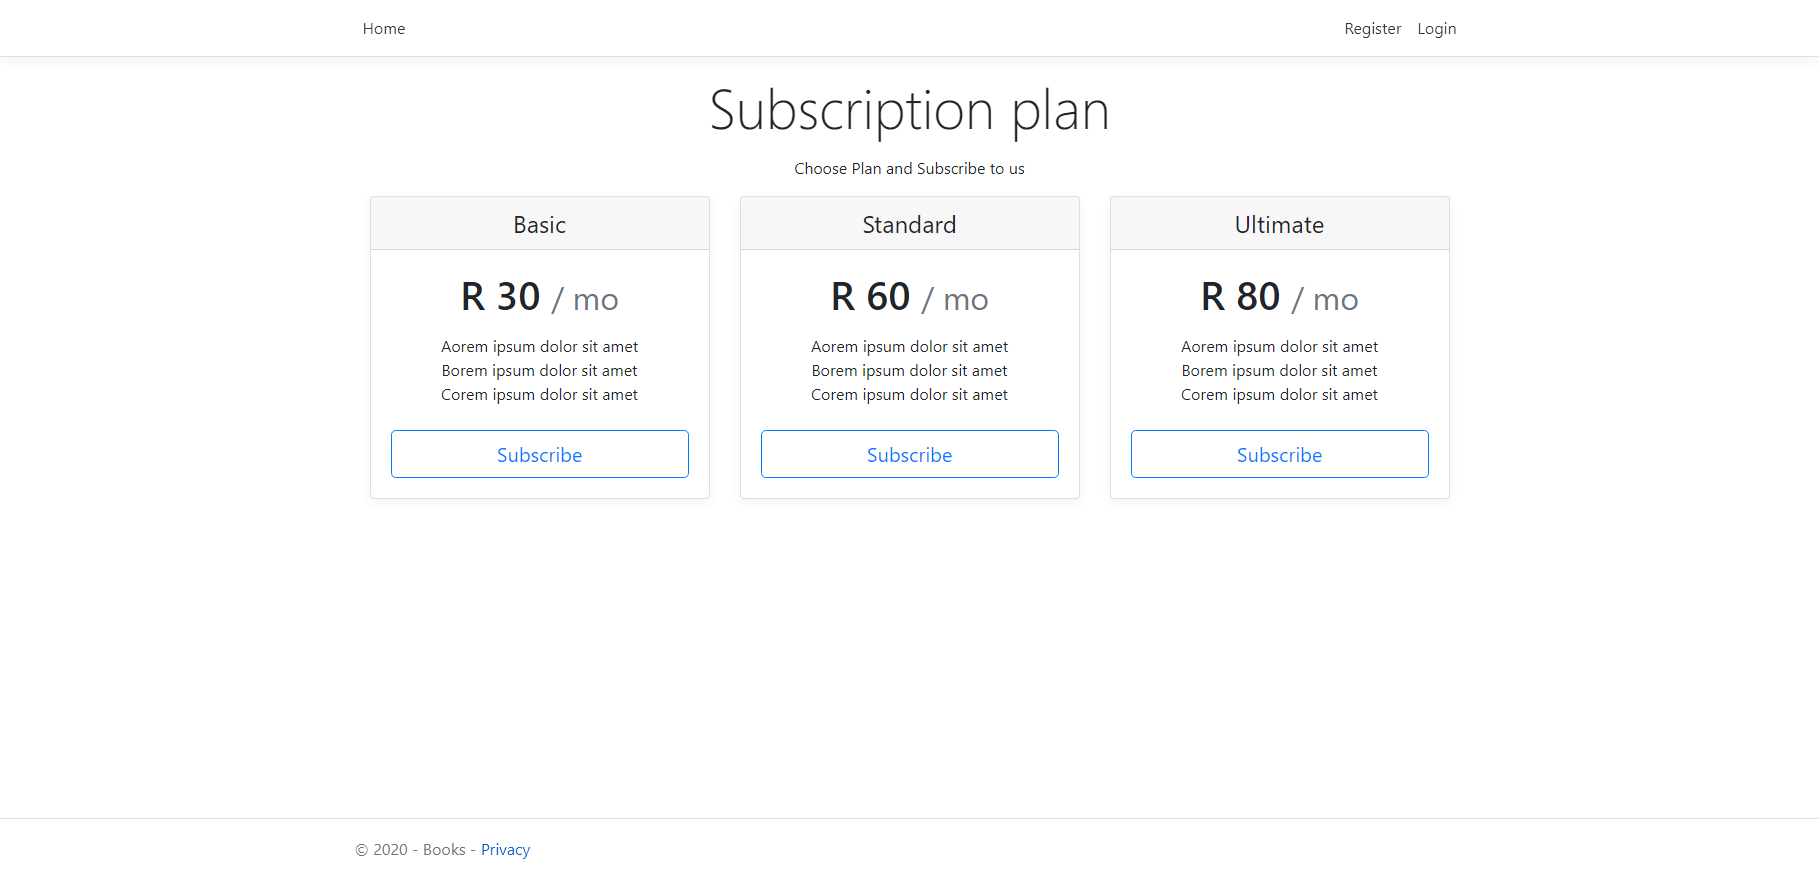 Home
Register
Login
Subscription plan
Choose Plan and Subscribe to us
Basic
R 30 / mo
Aorem ipsum dolor sit amet
Borem ipsum dolor sit amet
Corem ipsum dolor sit amet
Subscribe
Standard
R 60 / mo
Aorem ipsum dolor sit amet
Borem ipsum dolor sit amet
Corem ipsum dolor sit amet
Subscribe
Ultimate
R 80 / mo
Aorem ipsum dolor sit amet
Borem ipsum dolor sit amet
Corem ipsum dolor sit amet
Subscribe
© 2020 - Books - Privacy